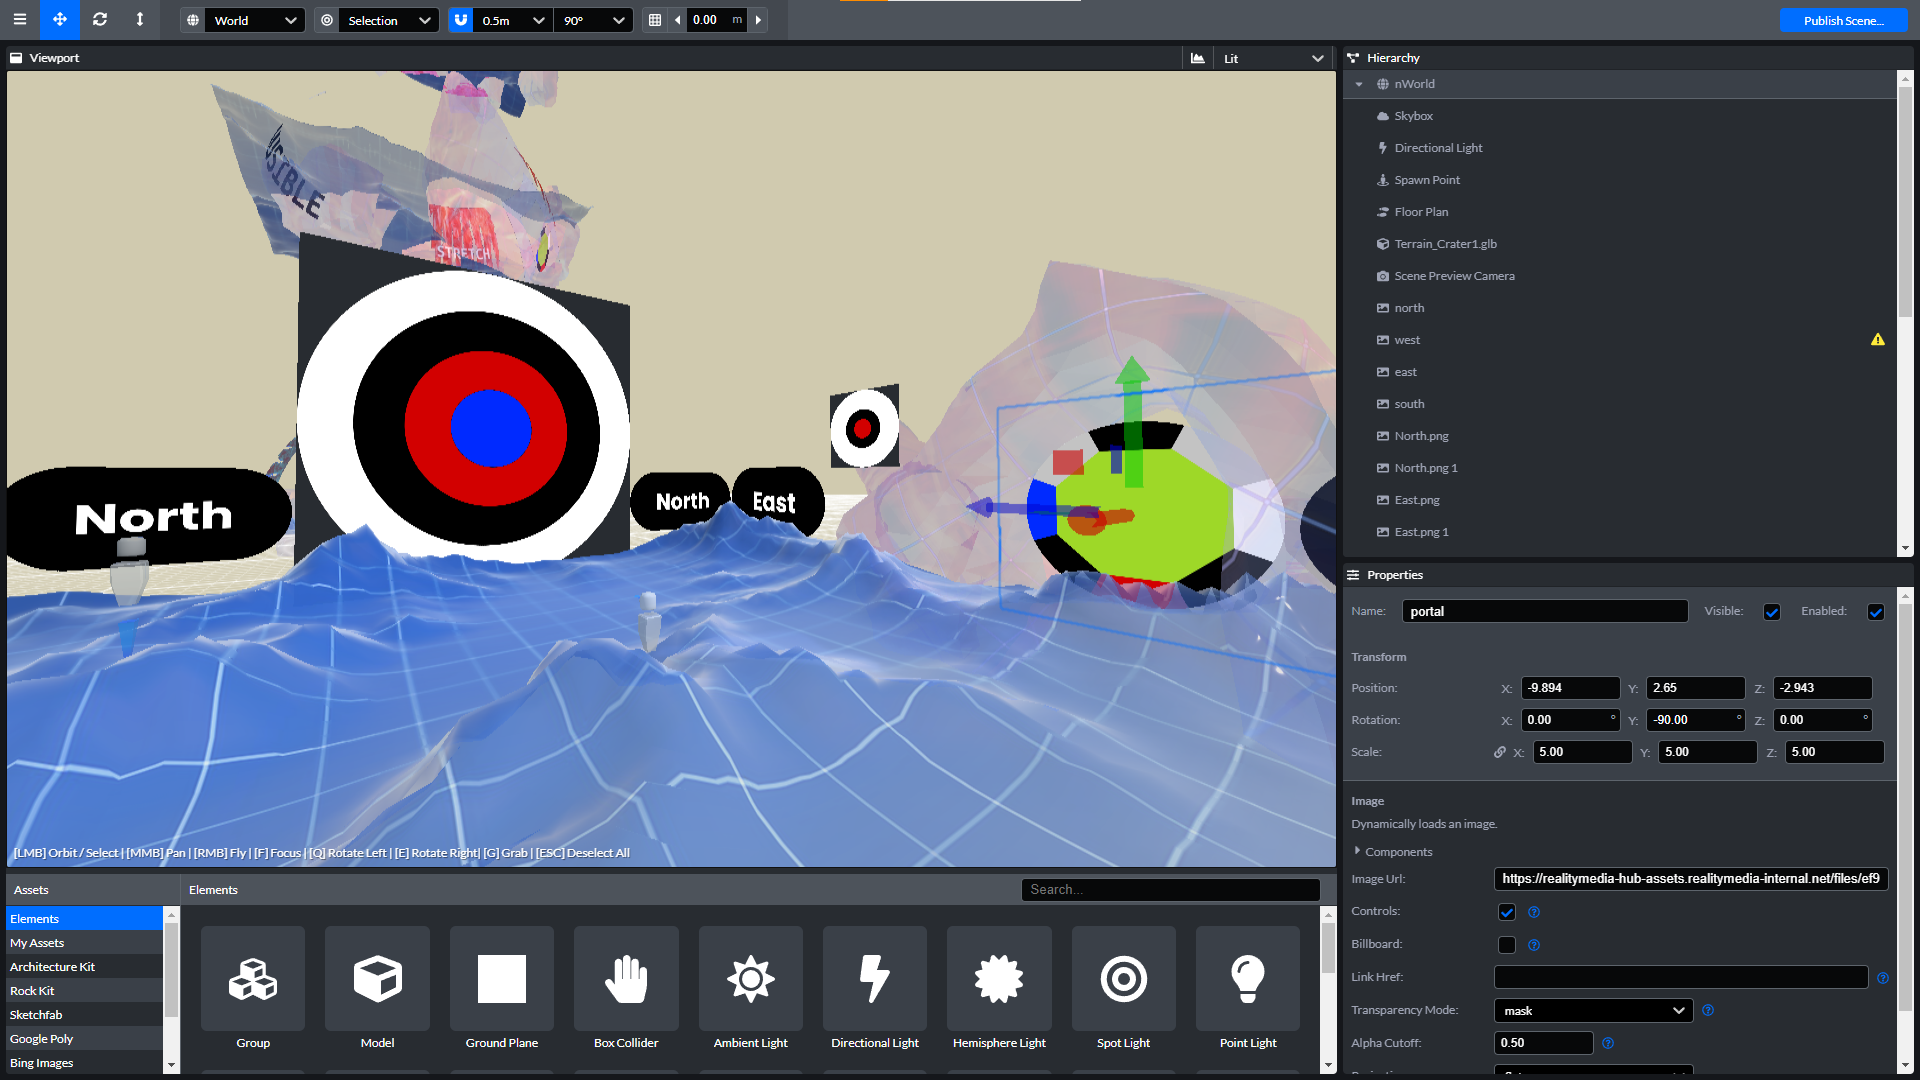 World
Selection
0.5m
90°
0.00 m
Publish Scene...
Viewport
Lit
SIBLE
STRETCH
North
North
East
[LMB] Orbit / Select | [MMB] Pan | [RMB] Fly | [F] Focus | [Q] Rotate Left | [E] Rotate Right| [G] Grab | [ESC] Deselect All
Hierarchy
nWorld
Skybox
Directional Light
Spawn Point
Floor Plan
Terrain_Crater1.glb
Scene Preview Camera
north
west
east
south
North.png
North.png 1
East.png
East.png 1
Properties
Name: portal Visible: Enabled:
Transform
Position: X: -9.894 Y: 2.65 Z: -2.943
Rotation: X: 0.00 ° Y: -90.00 ° Z: 0.00 °
Scale: X: 5.00 Y: 5.00 Z: 5.00
Image
Dynamically loads an image.
Components
Image Url: https://realitymedia-hub-assets.realitymedia-internal.net/files/ef9
Controls:
Billboard:
Link Href:
Transparency Mode: mask
Alpha Cutoff: 0.50
Assets
Elements
My Assets
Architecture Kit
Rock Kit
Sketchfab
Google Poly
Bing Images
Elements
Search...
Group
Model
Ground Plane
Box Collider
Ambient Light
Directional Light
Hemisphere Light
Spot Light
Point Light